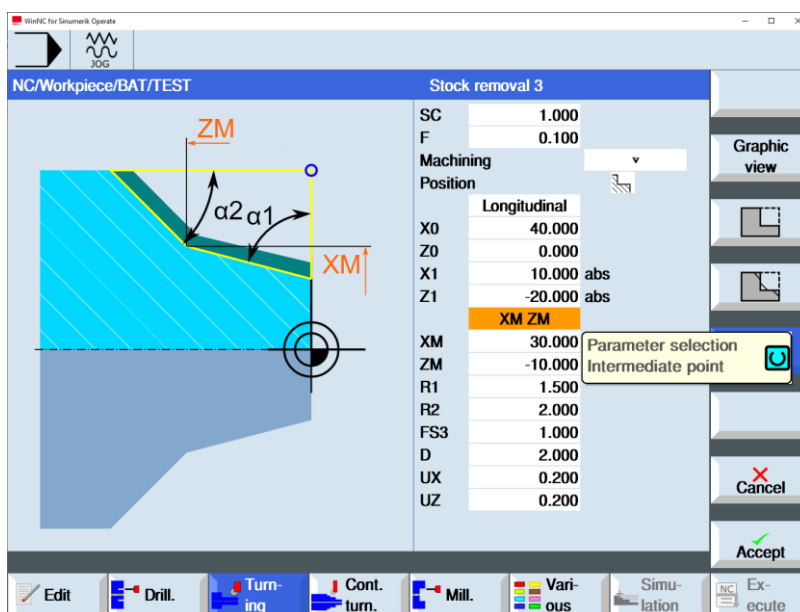 WinNC for Sinumerik Operate
JOG
NC/Workpiece/BAT/TEST
Stock removal 3
ZM
α2 α1
XM
SC 1.000
F 0.100
Machining v
Position
Longitudinal
X0 40.000
Z0 0.000
X1 10.000 abs
Z1 -20.000 abs
XM ZM
XM 30.000
ZM -10.000
R1 1.500
R2 2.000
FS3 1.000
D 2.000
UX 0.200
UZ 0.200
Parameter selection
Intermediate point
Graphic
view
Cancel
Accept
Edit
Drill.
Turn-
ing
Cont.
turn.
Mill.
Vari-
ous
Simu-
lation
NC
Ex-
ecute